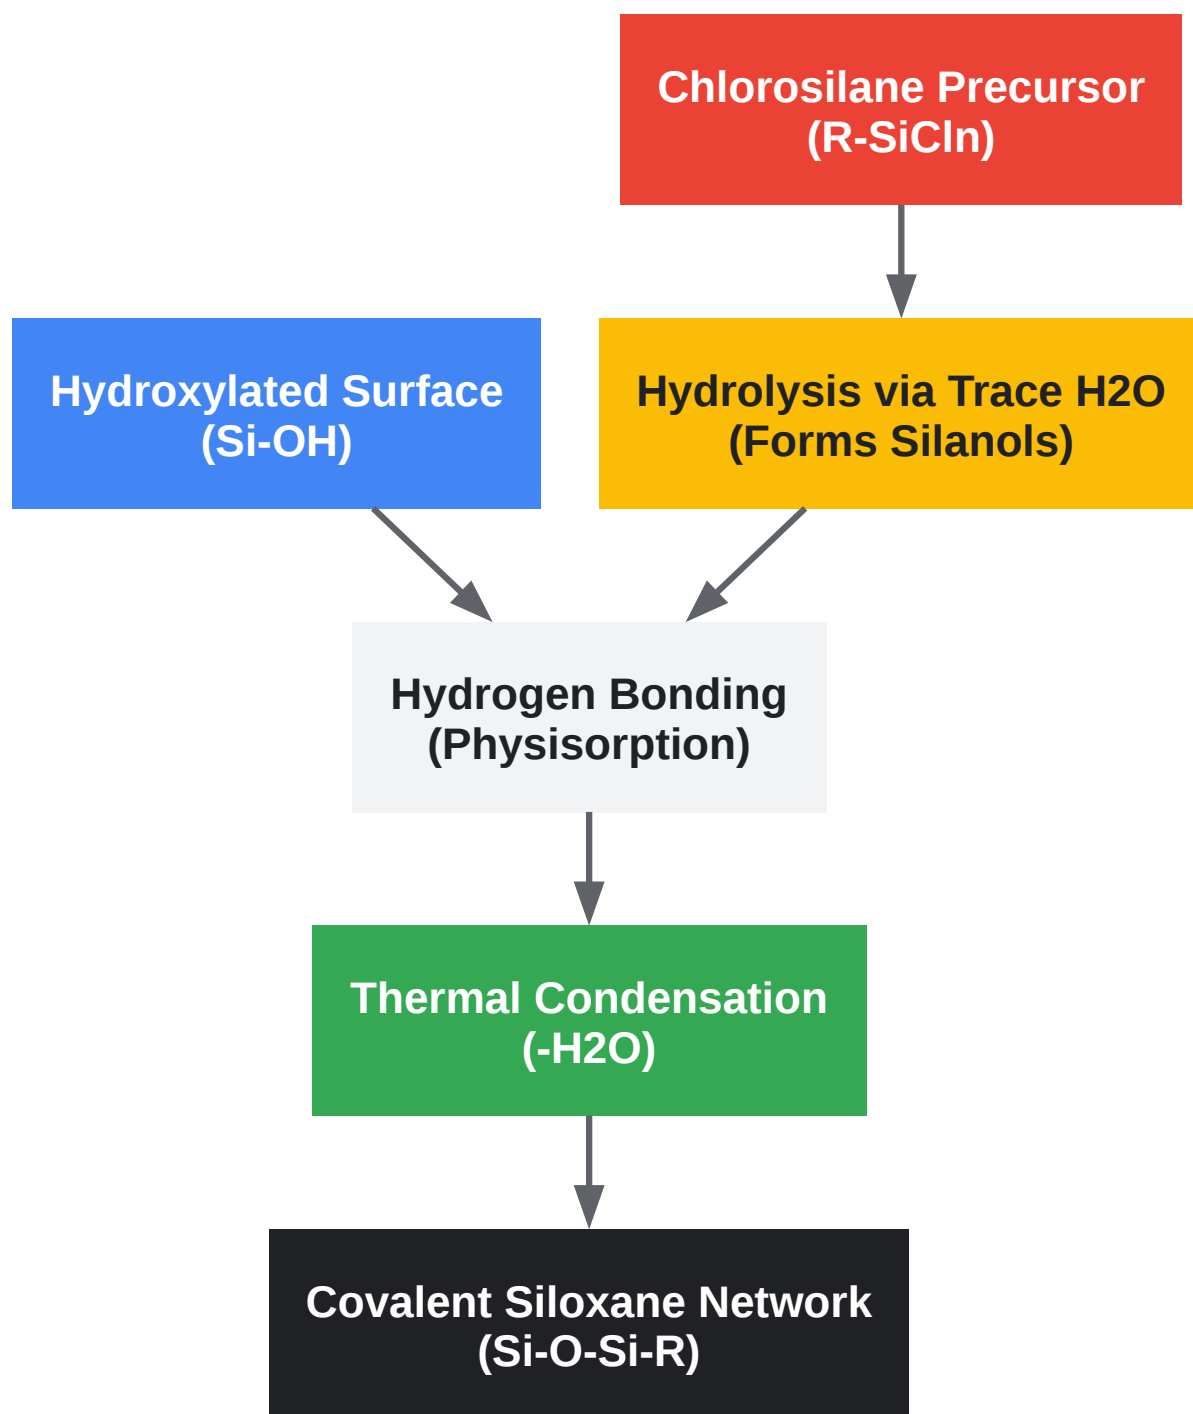 Chlorosilane Precursor
(R-SiCln)
Hydroxylated Surface
(Si-OH)
Hydrolysis via Trace H2O
(Forms Silanols)
Hydrogen Bonding
(Physisorption)
Thermal Condensation
(-H2O)
Covalent Siloxane Network
(Si-O-Si-R)